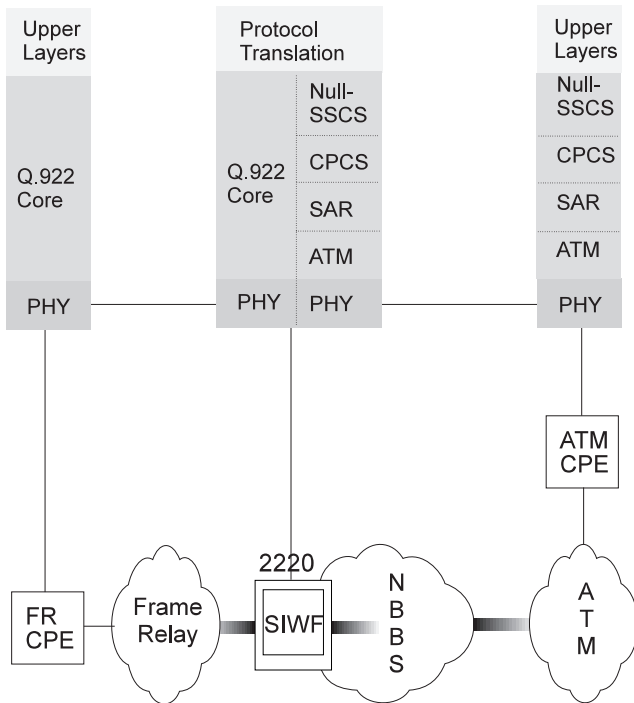 Upper
Layers
Protocol
Translation
Upper
Layers
Q.922
Core
Q.922
Core
Null-
SSCS
CPCS
SAR
ATM
Null-
SSCS
CPCS
SAR
ATM
PHY
PHY
PHY
PHY
ATM
CPE
2220
FR
CPE
Frame
Relay
SIWF
N
B
B
S
A
T
M